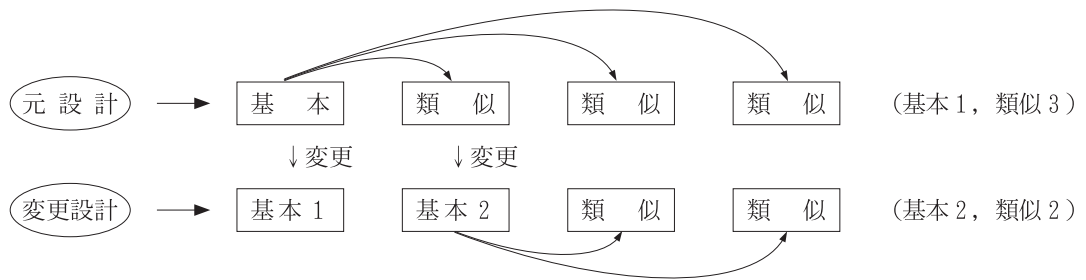 元設計 基本 類似 類似 類似 (基本1,類似3)
↓変更 ↓変更
変更設計 基本1 基本2 類似 類似 (基本2,類似2)